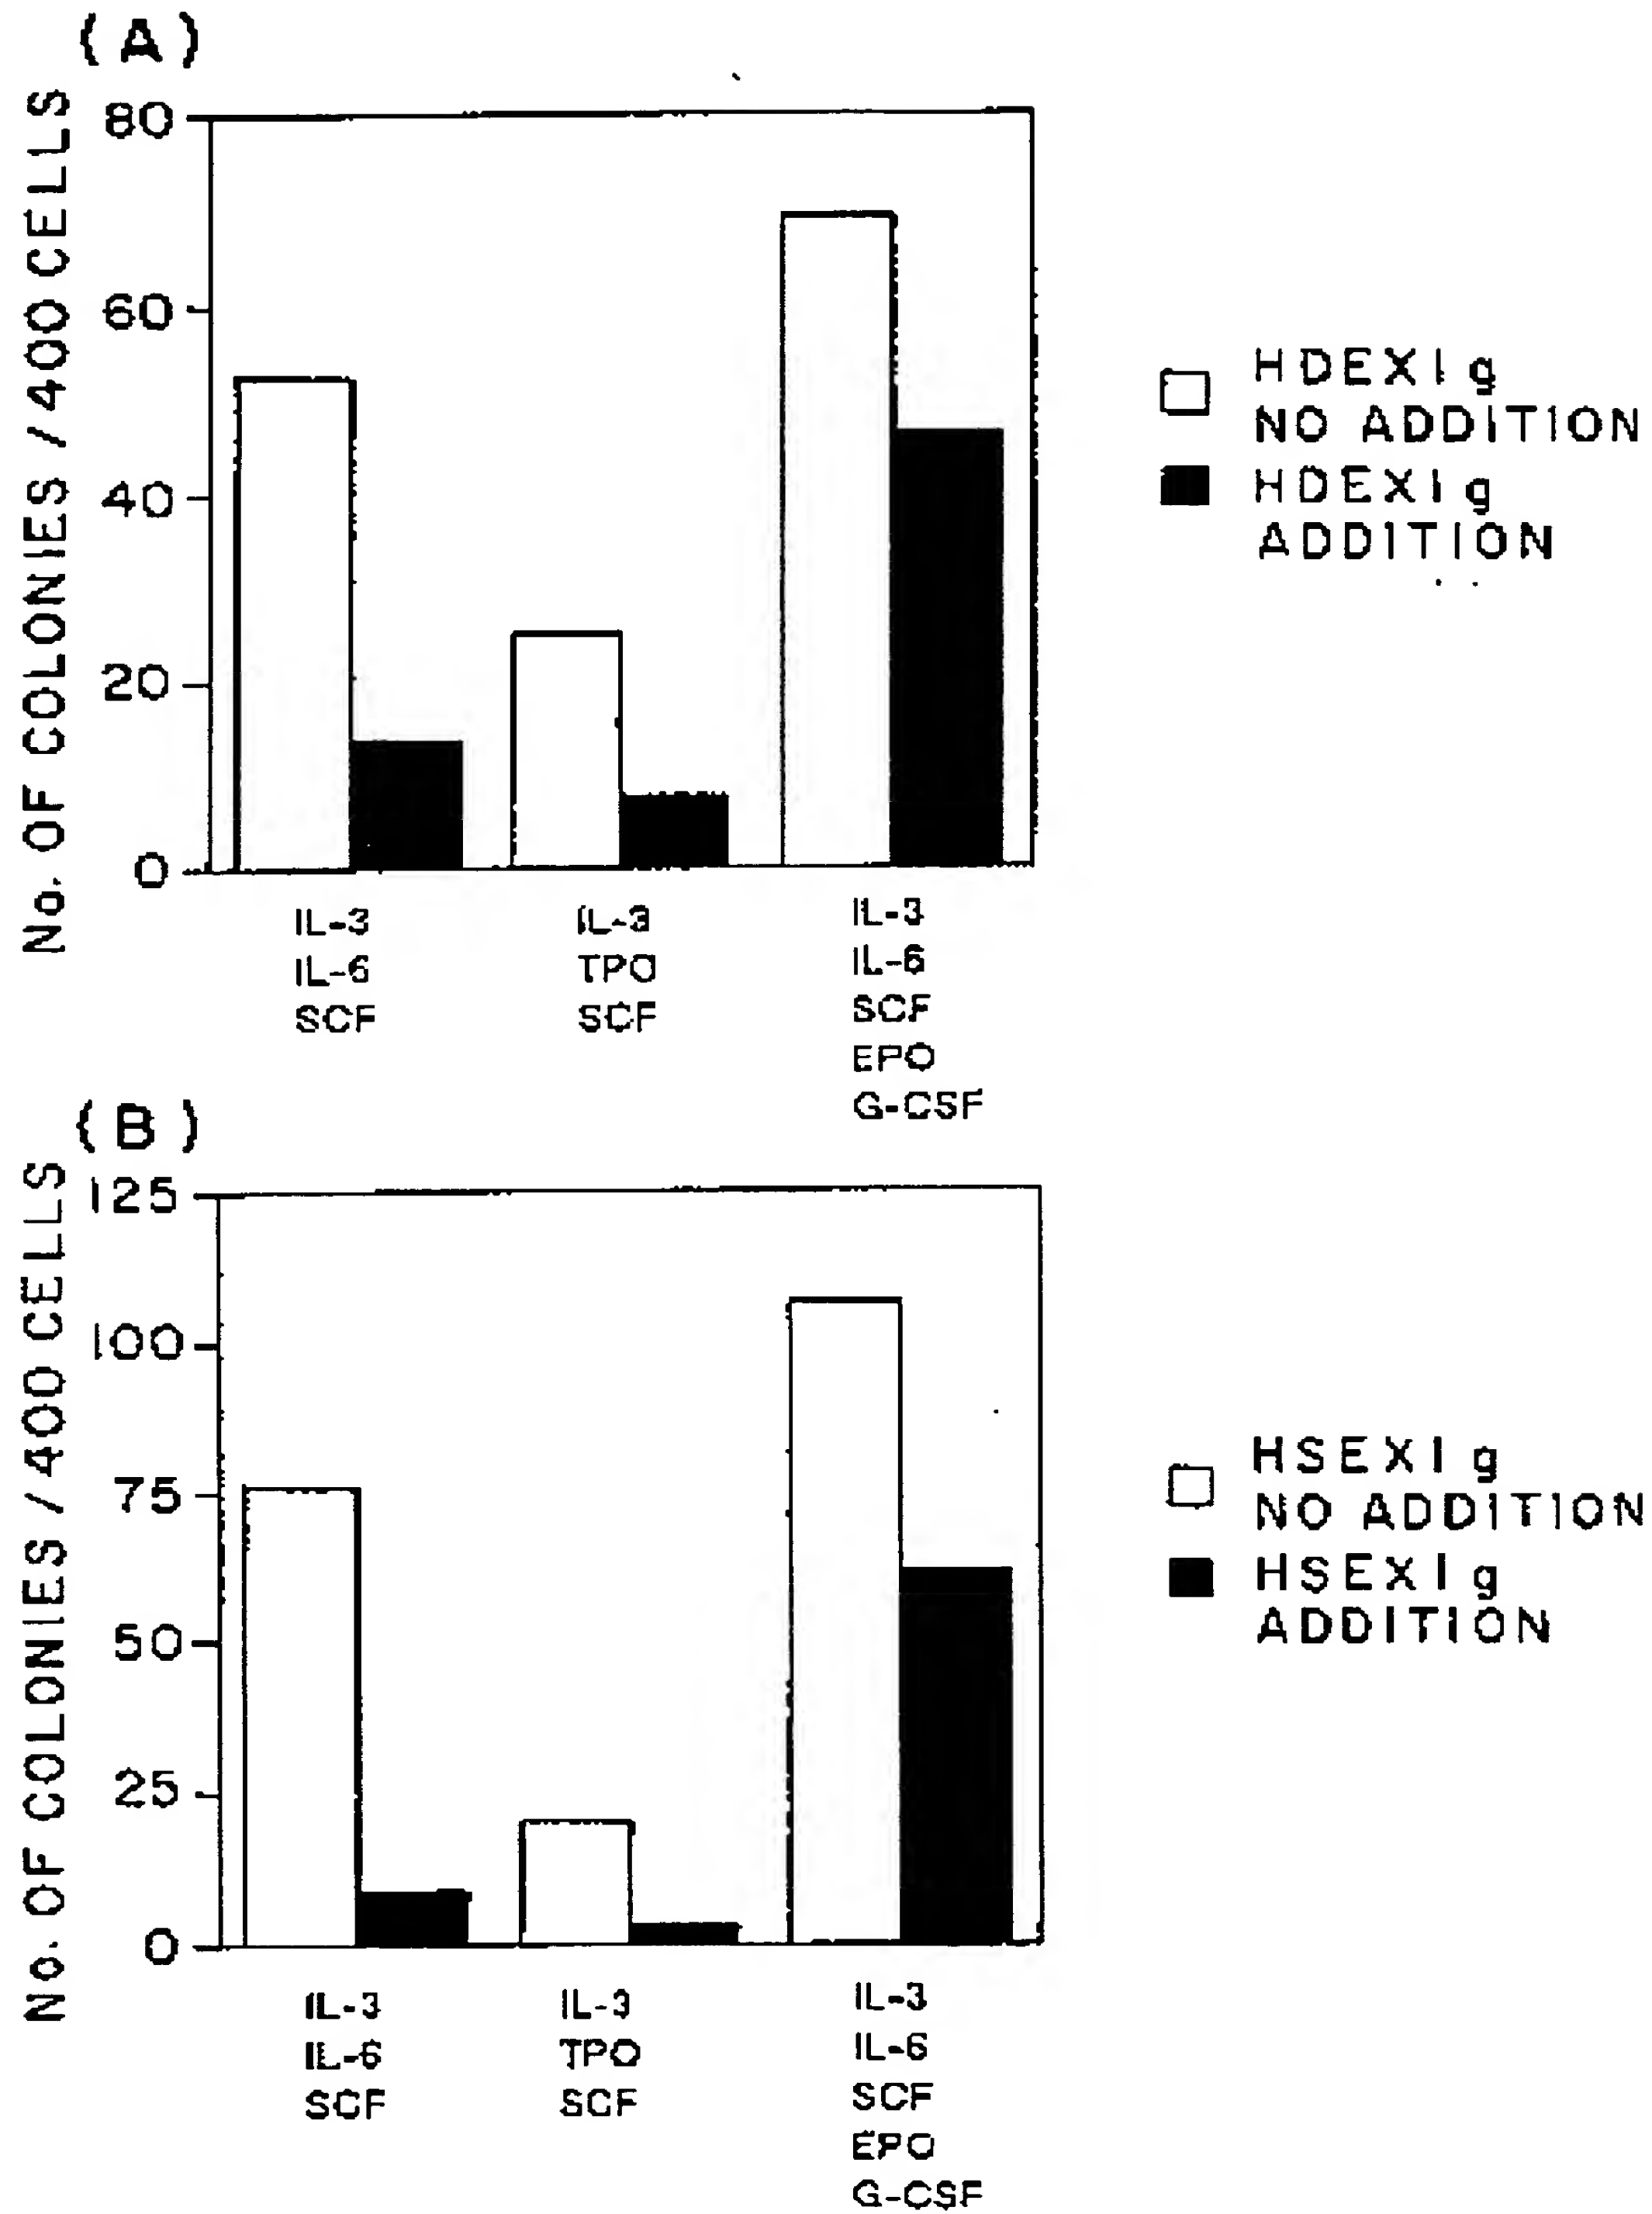 (A)
No. OF COLONIES / 400 CELLS
80
60
40
20
0
IL-3
IL-6
SCF
IL-3
TPO
SCF
IL-3
IL-6
SCF
EPO
G-CSF
HDEXIg
NO ADDITION
HDEXIg
ADDITION
(B)
No. OF COLONIES / 400 CELLS
125
100
75
50
25
0
IL-3
IL-6
SCF
IL-3
TPO
SCF
IL-3
IL-6
SCF
EPO
G-CSF
HSEXIg
NO ADDITION
HSEXIg
ADDITION